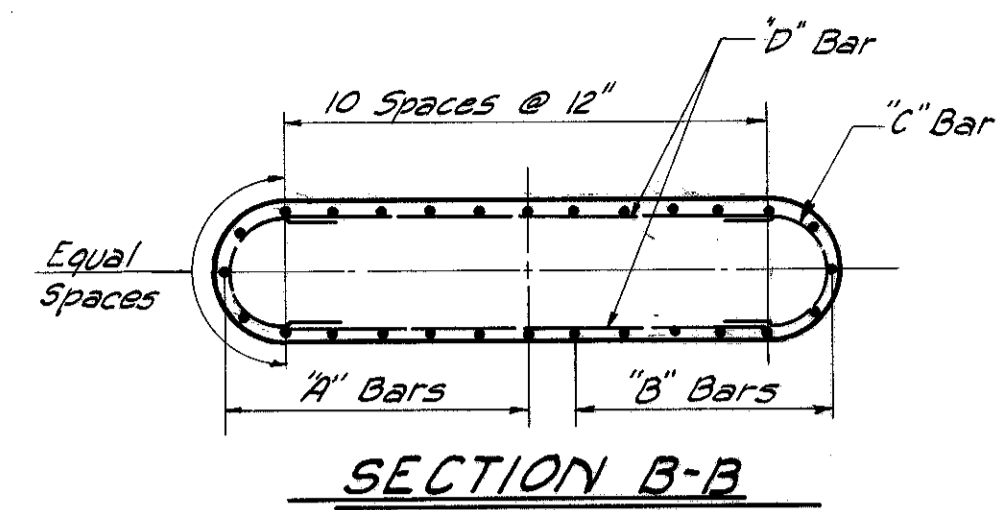 "D" Bar
10 Spaces @ 12"
"C" Bar
Equal
Spaces
"A" Bars
"B" Bars
SECTION B-B